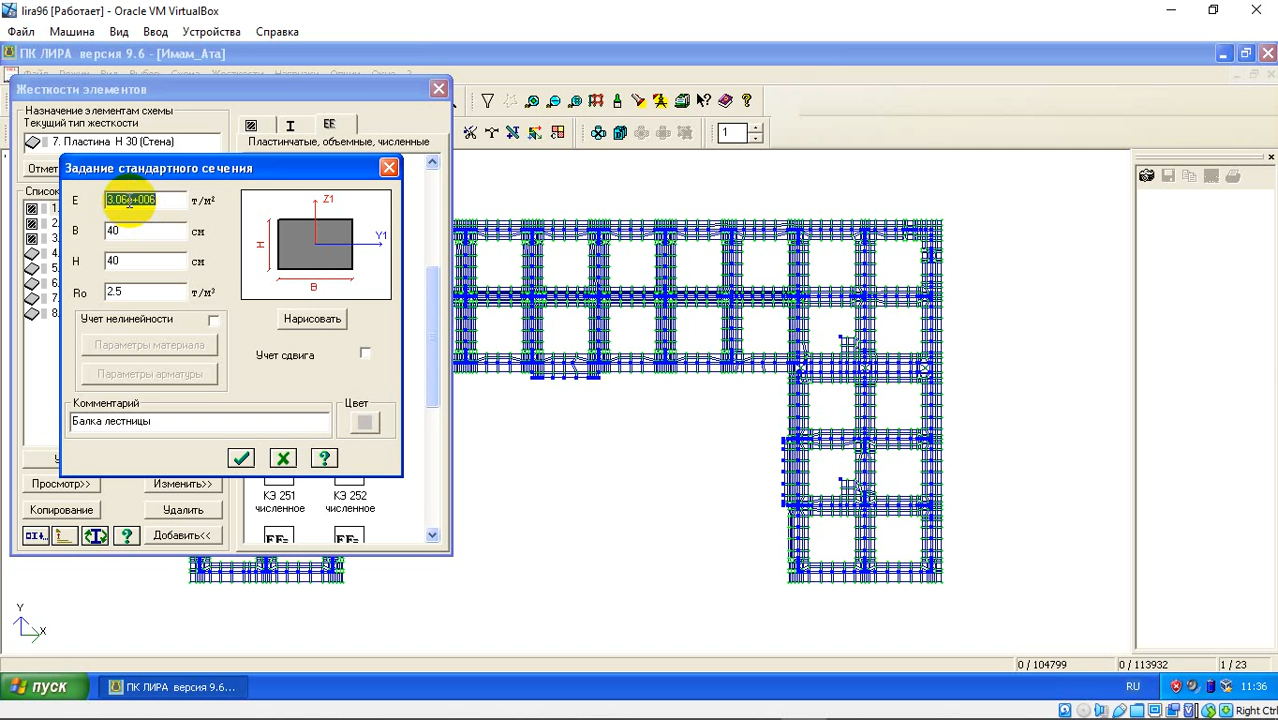 lira96 [Работает] - Oracle VM VirtualBox
Файл Машина Вид Ввод Устройства Справка
ПК ЛИРА версия 9.6 - [Имам_Ата]
Жесткости элементов
Назначение элементам схемы
Текущий тип жесткости
7. Пластина Н 30 (Стена)
EF
Пластинчатые, объемные, численные
1
Задание стандартного сечения
E 3.06e+006 т/м²
B 40 см
H 40 см
Ro 2.5 т/м³
Z1
Y1
H
B
Учет нелинейности
Параметры материала
Параметры арматуры
Нарисовать
Учет сдвига
Комментарий
Цвет
Балка лестницы
Просмотр>>
Изменить>>
Копирование
Удалить
Добавить<<
КЭ 251
численное
КЭ 252
численное
Y
X
0 / 104799
0 / 113932
1 / 23
пуск
ПК ЛИРА версия 9.6...
RU
11:36
Right Ctrl